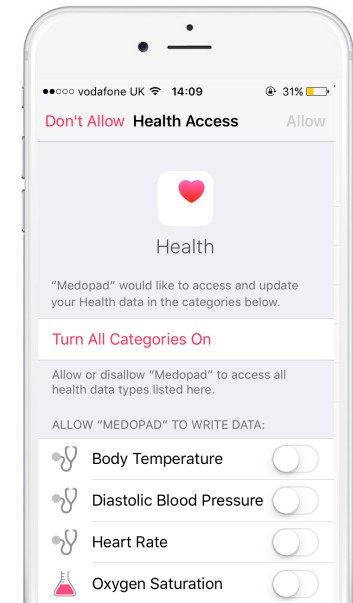 vodafone UK 14:09 31%
Don't Allow Health Access Allow
Health
“Medopad” would like to access and update
your Health data in the categories below.
Turn All Categories On
Allow or disallow “Medopad” to access all
health data types listed here.
ALLOW “MEDOPAD” TO WRITE DATA:
Body Temperature
Diastolic Blood Pressure
Heart Rate
Oxygen Saturation